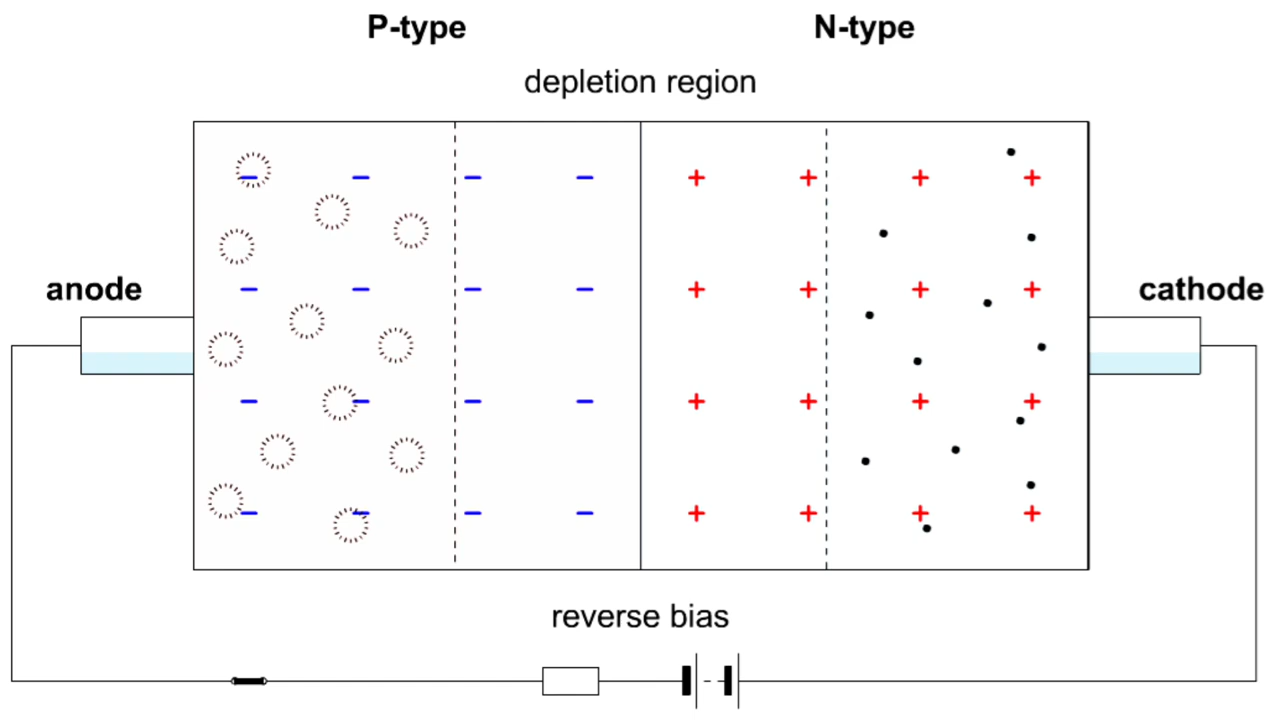 P-type
N-type
depletion region
anode
cathode
reverse bias